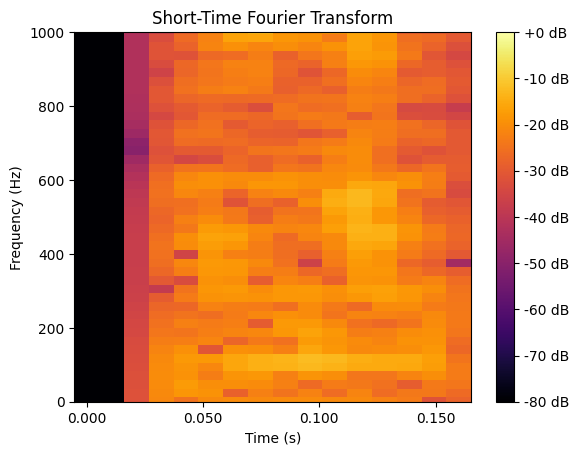 Short-Time Fourier Transform
1000
800
600
400
200
0
Frequency (Hz)
0.000
0.050
0.100
0.150
Time (s)
+0 dB
-10 dB
-20 dB
-30 dB
-40 dB
-50 dB
-60 dB
-70 dB
-80 dB